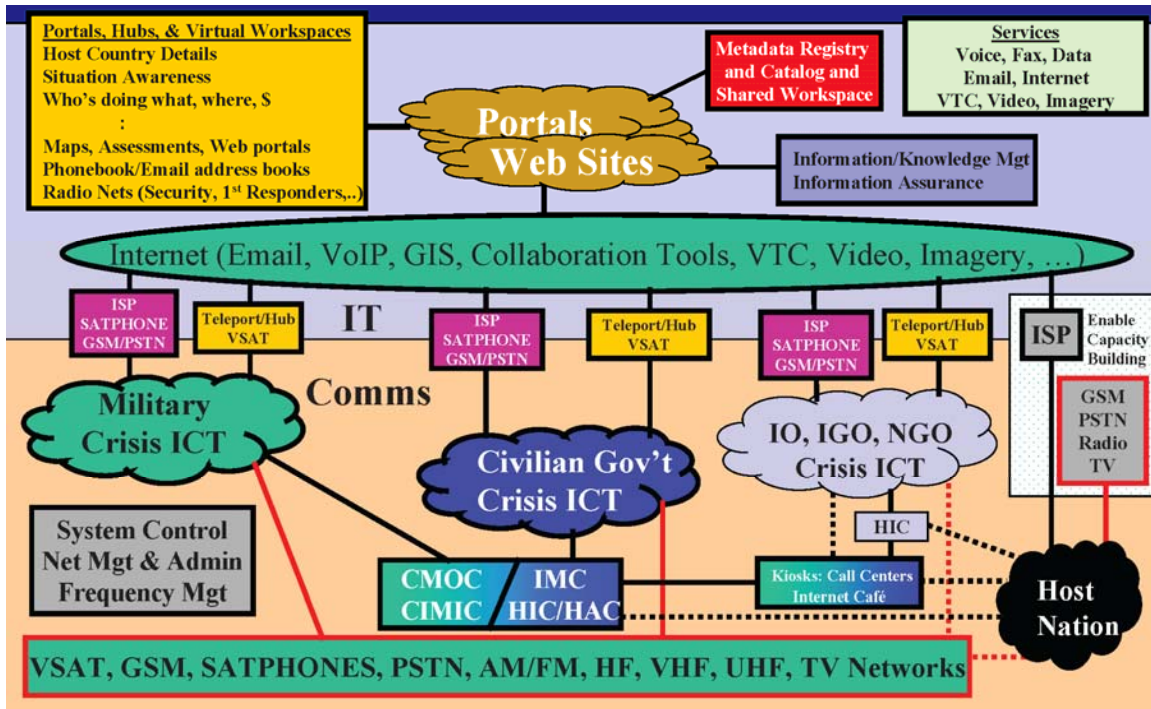 Portals, Hubs, & Virtual Workspaces
Host Country Details
Situation Awareness
Who's doing what, where, $
:
Maps, Assessments, Web portals
Phonebook/Email address books
Radio Nets (Security, 1st Responders,..)
Metadata Registry
and Catalog and
Shared Workspace
Services
Voice, Fax, Data
Email, Internet
VTC, Video, Imagery
Portals
Web Sites
Information/Knowledge Mgt
Information Assurance
Internet (Email, VoIP, GIS, Collaboration Tools, VTC, Video, Imagery, …)
ISP
SATPHONE
GSM/PSTN
Teleport/Hub
VSAT
IT
ISP
SATPHONE
GSM/PSTN
Teleport/Hub
VSAT
ISP
SATPHONE
GSM/PSTN
Teleport/Hub
VSAT
ISP
Enable
Capacity
Building
Comms
Military
Crisis ICT
Civilian Gov't
Crisis ICT
IO, IGO, NGO
Crisis ICT
GSM
PSTN
Radio
TV
System Control
Net Mgt & Admin
Frequency Mgt
HIC
CMOC
CIMIC
IMC
HIC/HAC
Kiosks: Call Centers
Internet Café
Host
Nation
VSAT, GSM, SATPHONES, PSTN, AM/FM, HF, VHF, UHF, TV Networks